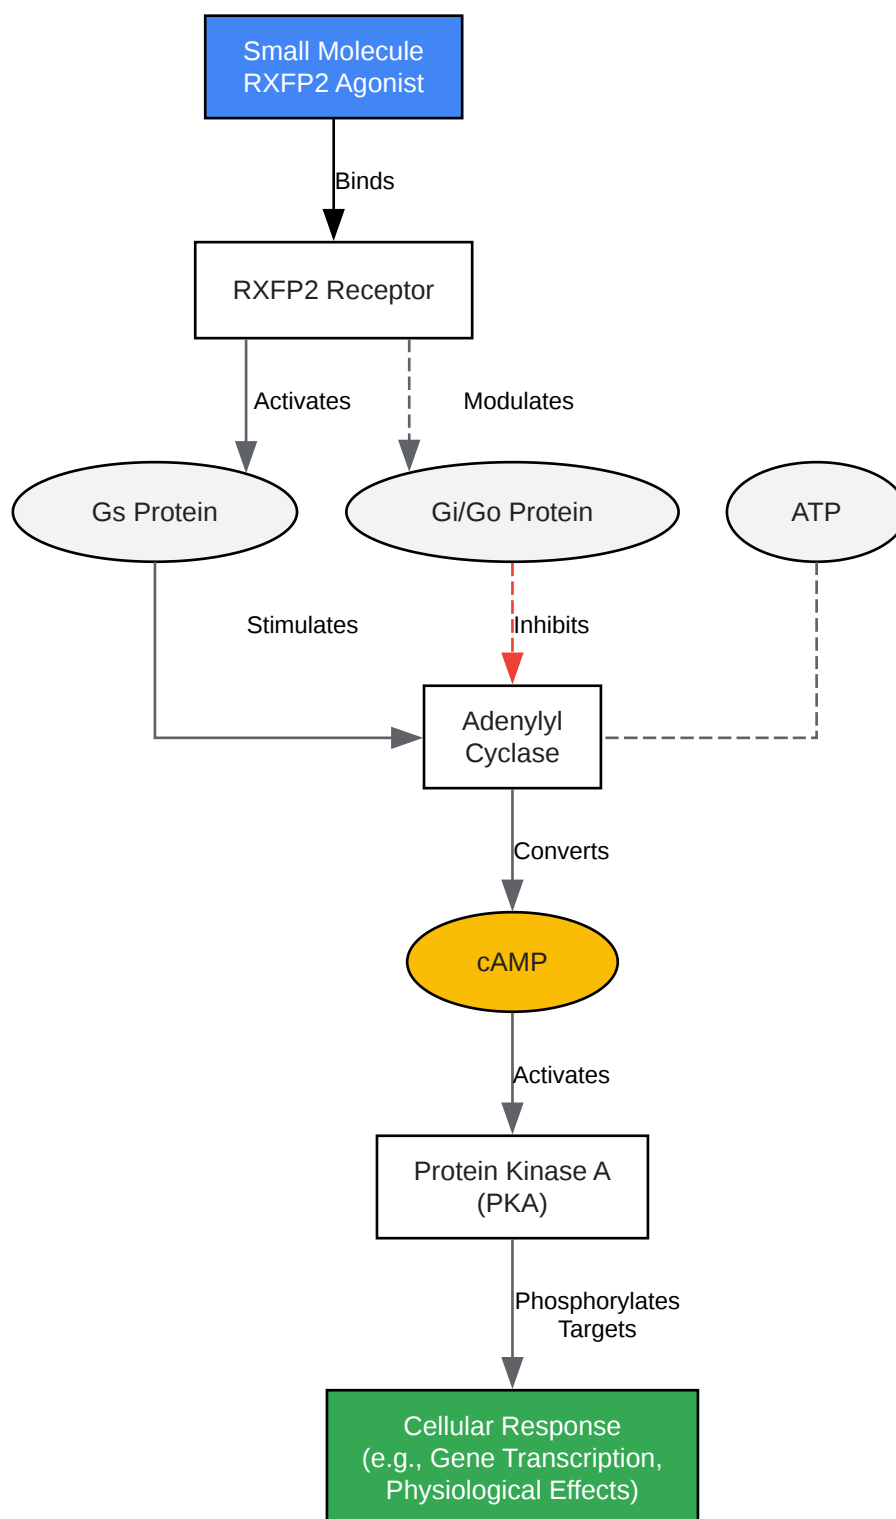 Small Molecule
RXFP2 Agonist
Binds
RXFP2 Receptor
Activates
Modulates
Gs Protein
Gi/Go Protein
ATP
Stimulates
Inhibits
Adenylyl
Cyclase
Converts
cAMP
Activates
Protein Kinase A
(PKA)
Phosphorylates
Targets
Cellular Response
(e.g., Gene Transcription,
Physiological Effects)